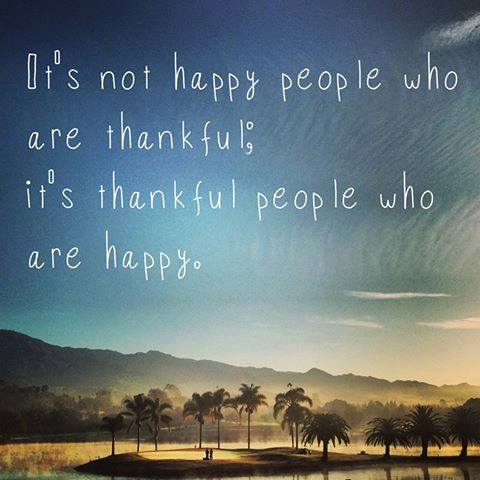 It's not happy people who
are thankful;
it's thankful people who
are happy.